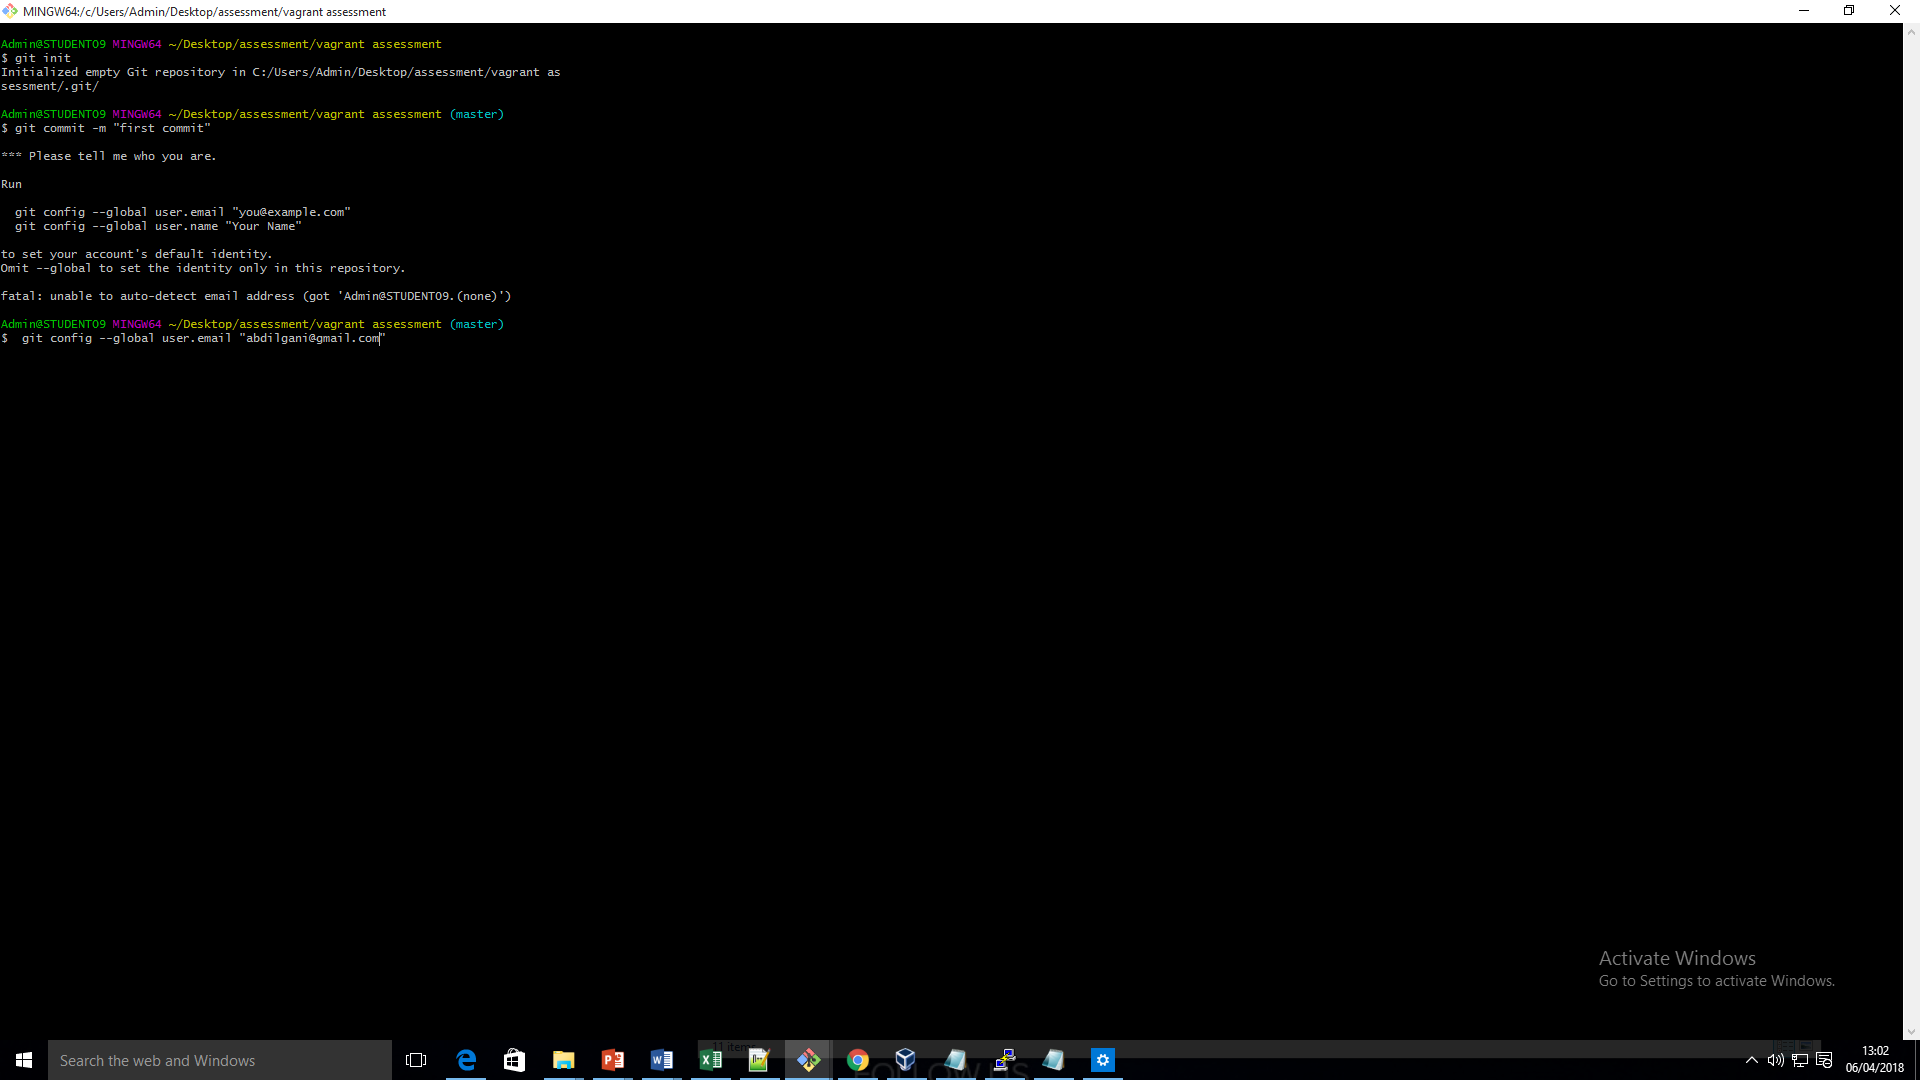 MINGW64:/c/Users/Admin/Desktop/assessment/vagrant assessment
Admin@STUDENT09 MINGW64 ~/Desktop/assessment/vagrant assessment
$ git init
Initialized empty Git repository in C:/Users/Admin/Desktop/assessment/vagrant as
sessment/.git/
Admin@STUDENT09 MINGW64 ~/Desktop/assessment/vagrant assessment (master)
$ git commit -m "first commit"
*** Please tell me who you are.
Run
git config --global user.email "you@example.com"
git config --global user.name "Your Name"
to set your account's default identity.
Omit --global to set the identity only in this repository.
fatal: unable to auto-detect email address (got 'Admin@STUDENT09.(none)')
Admin@STUDENT09 MINGW64 ~/Desktop/assessment/vagrant assessment (master)
$  git config --global user.email "abdilgani@gmail.com"
Activate Windows
Go to Settings to activate Windows.
11 items
Search the web and Windows
FOLLOW US
13:02
06/04/2018